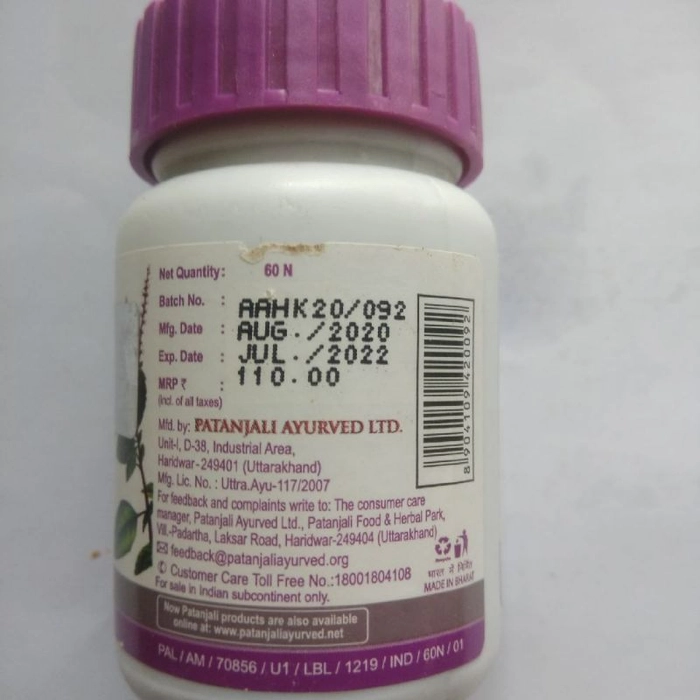 Net Quantity: 60 N
Batch No. : AAHK20/092
Mfg. Date : AUG./2020
Exp. Date : JUL./2022
MRP ₹ : 110.00
(incl. of all taxes)
Mfd. by: PATANJALI AYURVED LTD.
Unit-I, D-38, Industrial Area,
Haridwar-249401 (Uttarakhand)
Mfg. Lic. No. : Uttra.Ayu-117/2007
For feedback and complaints write to: The consumer care
manager, Patanjali Ayurved Ltd., Patanjali Food & Herbal Park,
Vill.-Padartha, Laksar Road, Haridwar-249404 (Uttarakhand)
feedback@patanjaliayurved.org
Customer Care Toll Free No.:18001804108
For sale in Indian subcontinent only.
8 904109 420092
भारत में निर्मित
MADE IN BHARAT
Now Patanjali products are also available
online at: www.patanjaliayurved.net
PAL / AM / 70856 / U1 / LBL / 1219 / IND / 60N / 01